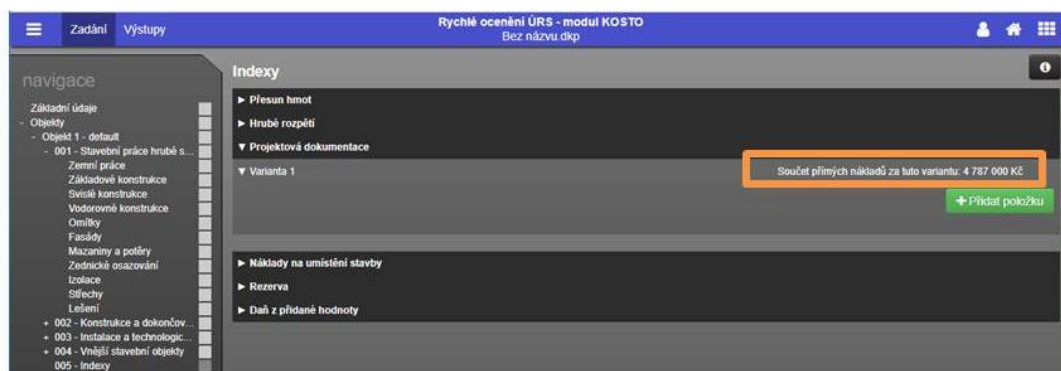 Zadání Výstupy
Rychlé ocenění ÚRS - modul KOSTO
Bez názvu.dkp
navigace
Základní údaje
- Objekty
- Objekt 1 - default
- 001 - Stavební práce hrubé s...
Zemní práce
Základové konstrukce
Svislé konstrukce
Vodorovné konstrukce
Omítky
Fasády
Mazaniny a potěry
Zednické osazování
Izolace
Střechy
Lešení
+ 002 - Konstrukce a dokončov...
+ 003 - Instalace a technologic...
+ 004 - Vnější stavební objekty
005 - Indexy
Indexy
► Přesun hmot
► Hrubé rozpětí
▼ Projektová dokumentace
▼ Varianta 1
Součet přímých nákladů za tuto variantu: 4 787 000 Kč
+ Přidat položku
► Náklady na umístění stavby
► Rezerva
► Daň z přidané hodnoty